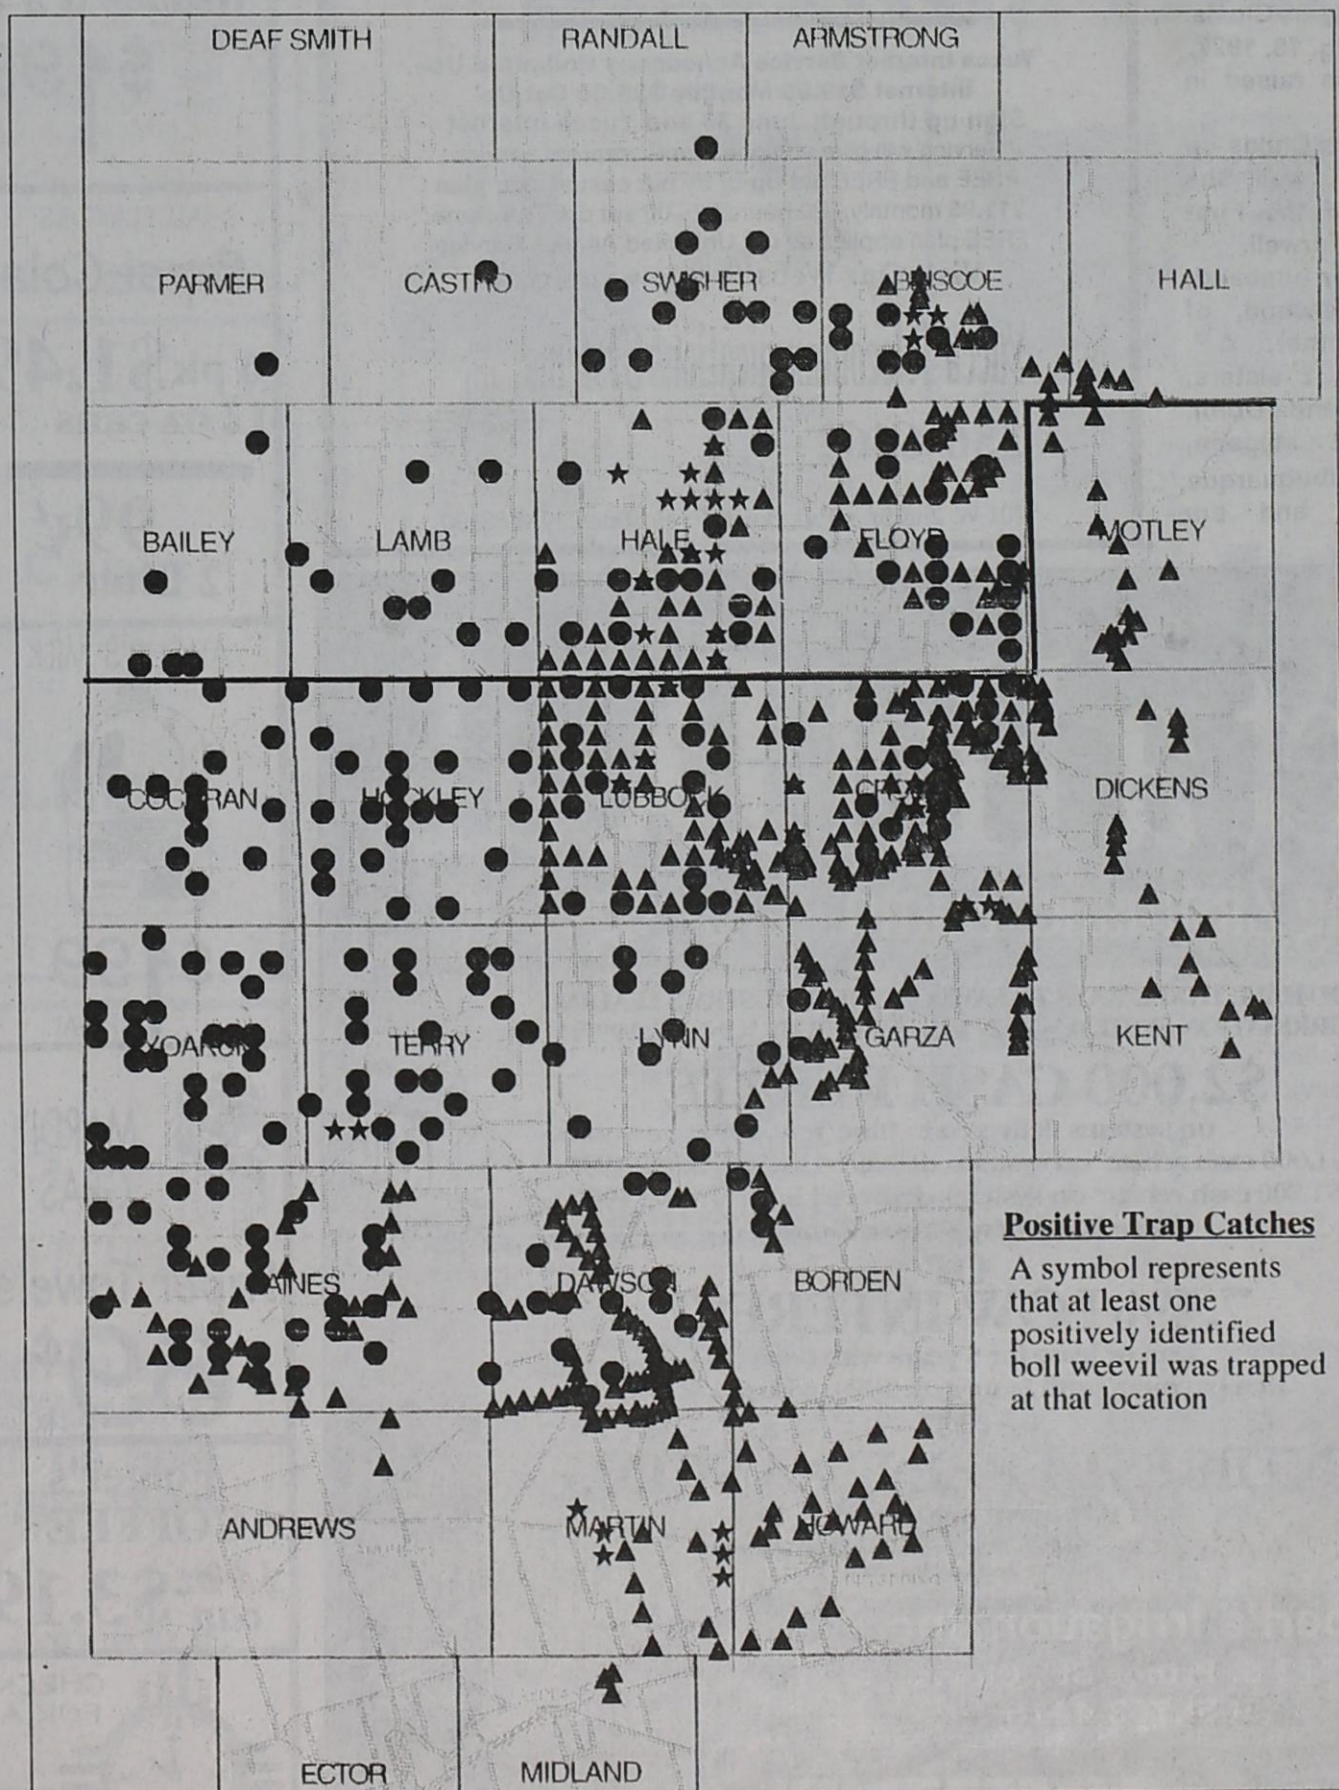 DEAF SMITH
RANDALL
ARMSTRONG
PARMER
CASTRO
SWISHER
BRISCOE
HALL
BAILEY
LAMB
HALE
FLOYD
MOTLEY
COCHRAN
HOCKLEY
LUBBOCK
DICKENS
YOAKUM
TERRY
LYNN
GARZA
KENT
GAINES
DAWSON
BORDEN
Positive Trap Catches
A symbol represents
that at least one
positively identified
boll weevil was trapped
at that location
ANDREWS
MARTIN
HOWARD
ECTOR
MIDLAND